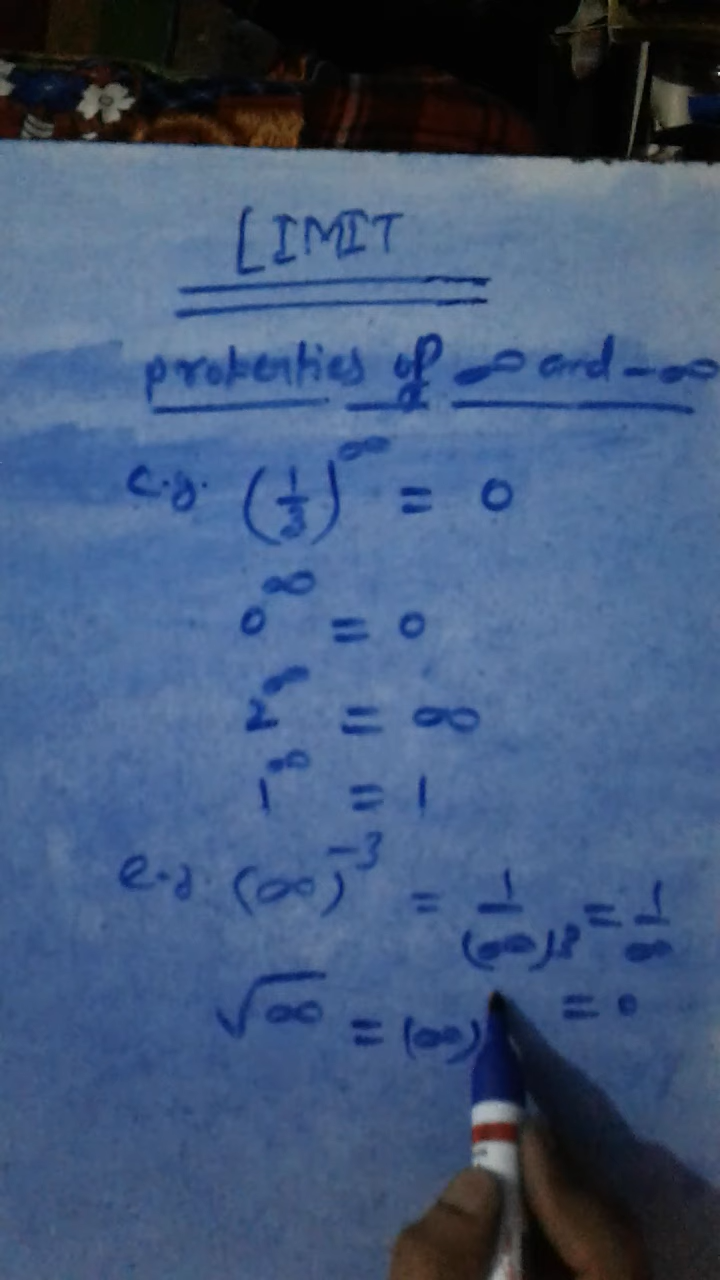 LIMIT
properties of ∞ and -∞
e.g. (1/3)^∞ = 0
0^∞ = 0
2^∞ = ∞
1^∞ = 1
e.g. (∞)^-3 = 1/(∞)^3 = 1/∞
= 0
√∞ = (∞)